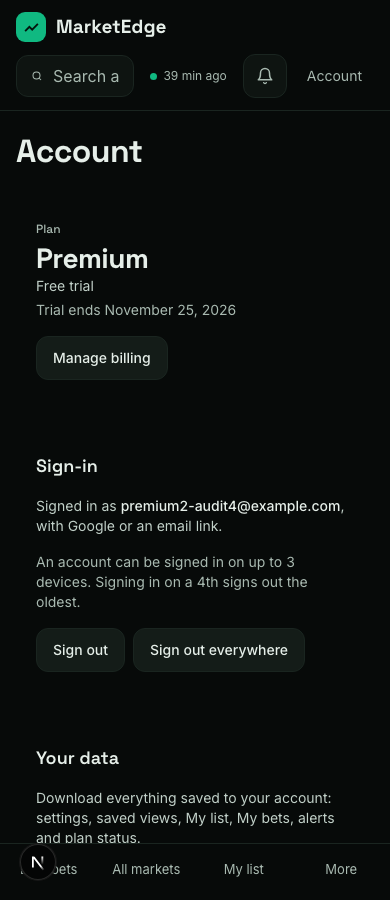 MarketEdge
Search a
39 min ago
Account
Account
Plan
Premium
Free trial
Trial ends November 25, 2026
Manage billing
Sign-in
Signed in as premium2-audit4@example.com,
with Google or an email link.
An account can be signed in on up to 3
devices. Signing in on a 4th signs out the
oldest.
Sign out
Sign out everywhere
Your data
Download everything saved to your account:
settings, saved views, My list, My bets, alerts
and plan status.
N
bets
All markets
My list
More